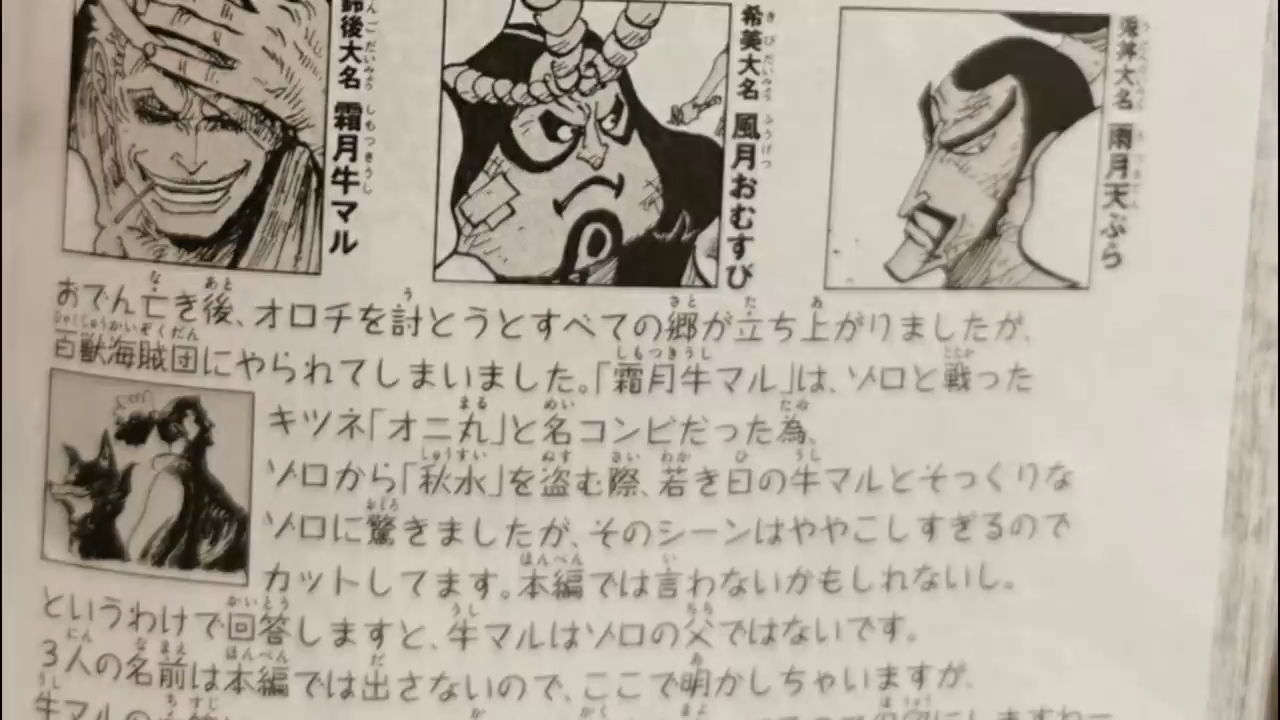 鈴後大名 霜月牛マル
希美大名 風月おむすび
兎丼大名 雨月天ぷら
おでん亡き後、オロチを討とうとすべての郷が立ち上がりましたが、
百獣海賊団にやられてしまいました。「霜月牛マル」は、ゾロと戦った
キツネ「オニ丸」と名コンビだった為、
ゾロから「秋水」を盗む際、若き日の牛マルとそっくりな
ゾロに驚きましたが、そのシーンはややこしすぎるので
カットしてます。本編では言わないかもしれないし。
というわけで回答しますと、牛マルはゾロの父ではないです。
3人の名前は本編では出さないので、ここで明かしちゃいますが、
牛マルの